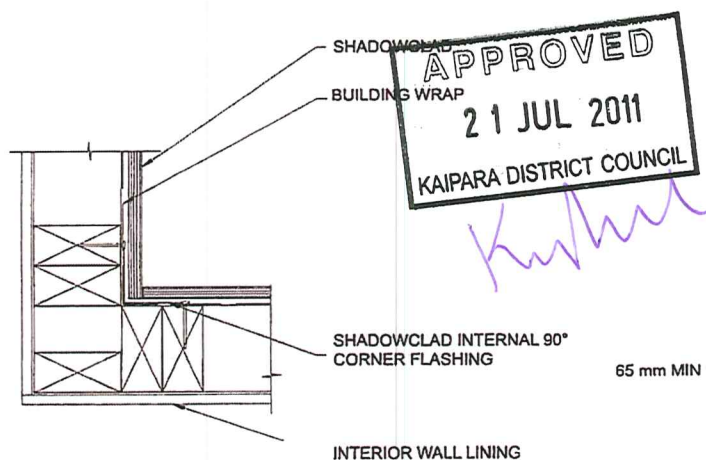 SHADOWCLAD
BUILDING WRAP
APPROVED
21 JUL 2011
KAIPARA DISTRICT COUNCIL
SHADOWCLAD INTERNAL 90°
CORNER FLASHING
65 mm MIN
INTERIOR WALL LINING